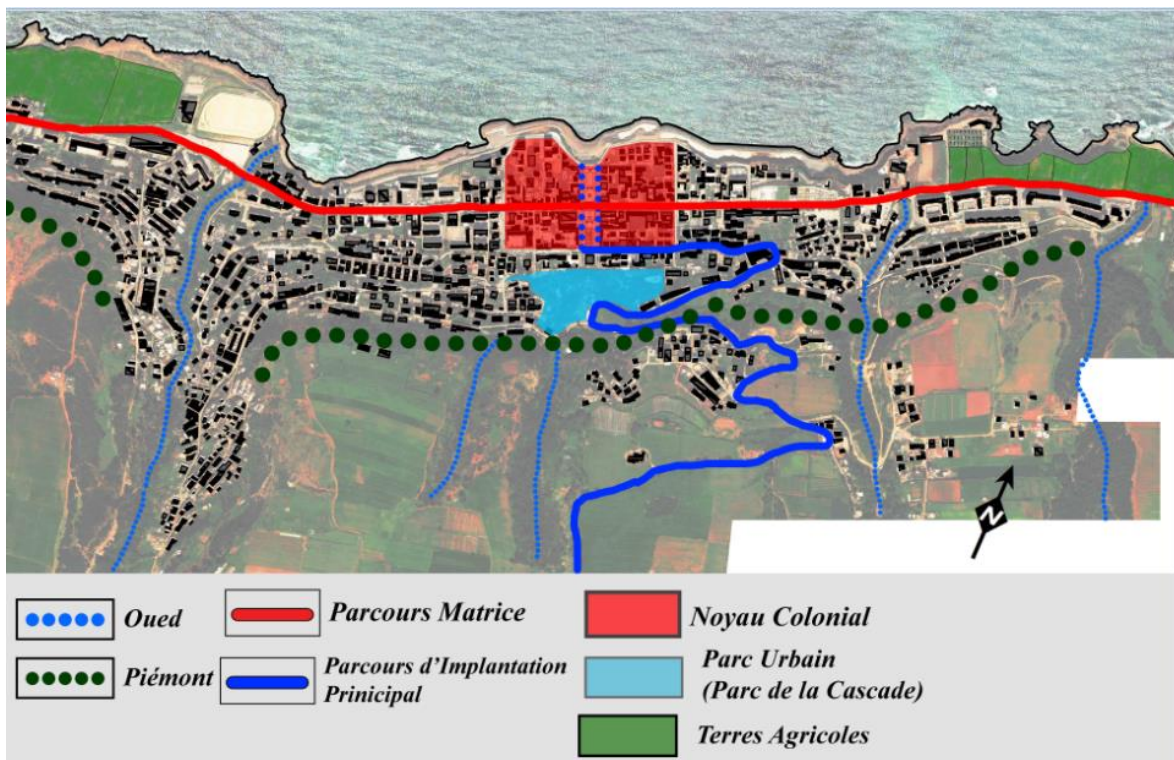 N
Oued
Parcours Matrice
Noyau Colonial
Piémont
Parcours d'Implantation
Prinicipal
Parc Urbain
(Parc de la Cascade)
Terres Agricoles